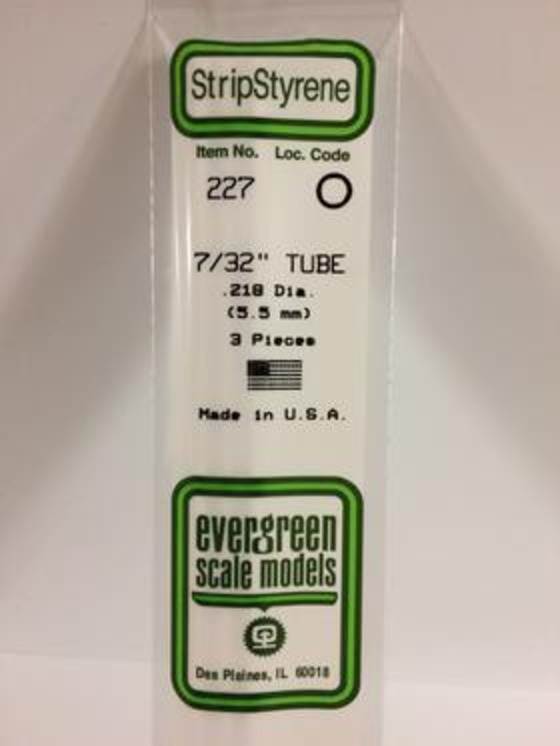 StripStyrene
Item No. Loc. Code
227
7/32" TUBE
.218 Dia.
(5.5 mm)
3 Pieces
Made in U.S.A.
evergreen
scale models
Des Plaines, IL 60018